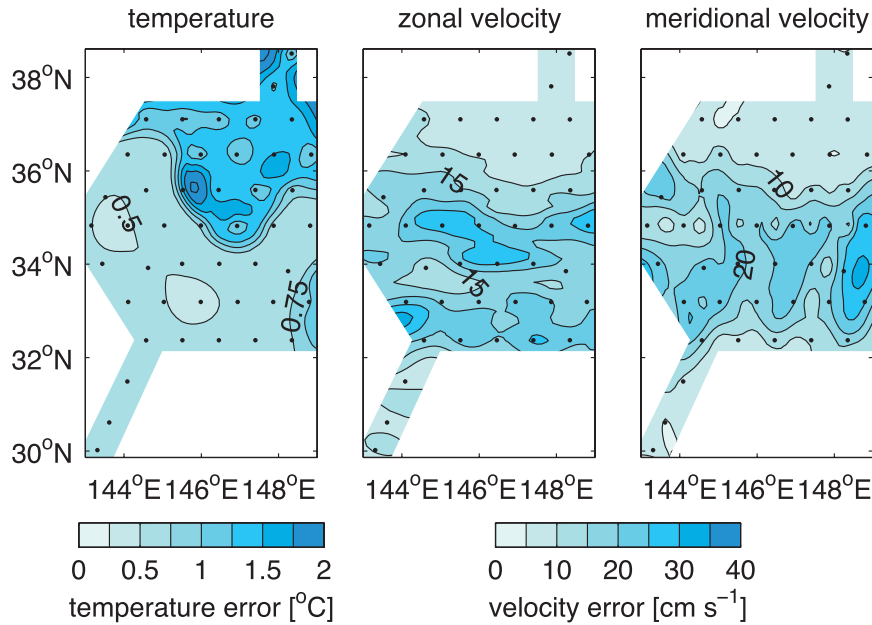 temperature
zonal velocity
meridional velocity
38°N
36°N
34°N
32°N
30°N
0.5
0.75
15
15
10
20
144°E 146°E 148°E
144°E 146°E 148°E
144°E 146°E 148°E
0 0.5 1 1.5 2
temperature error [°C]
0 10 20 30 40
velocity error [cm s⁻¹]